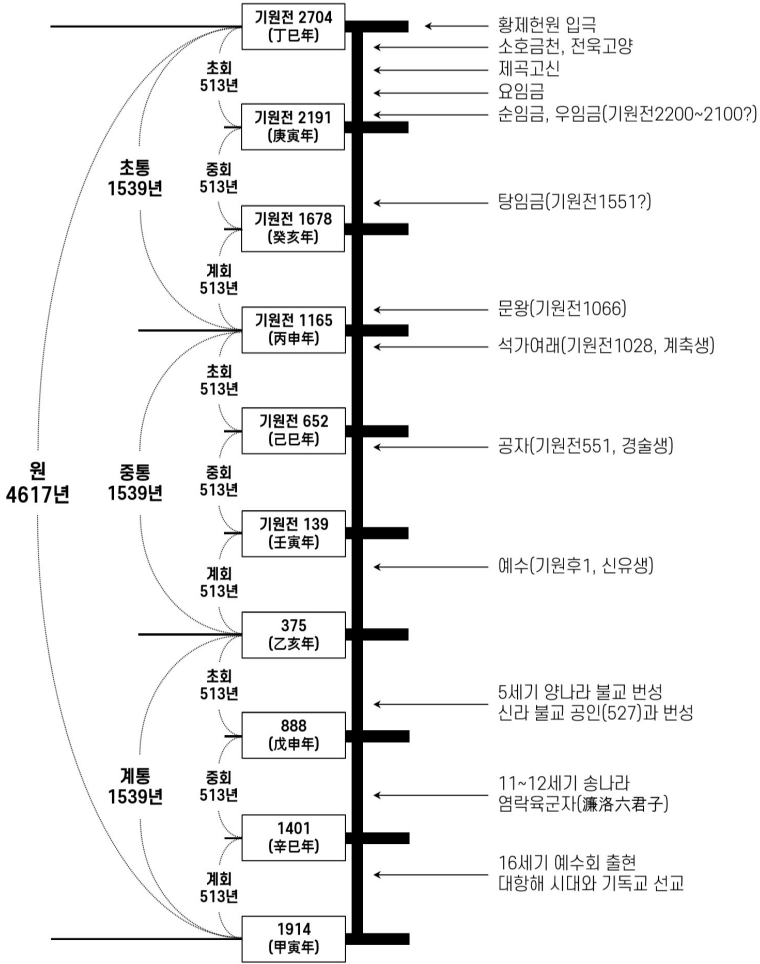 기원전 2704
(丁巳年)
황제헌원 입극
소호금천, 전욱고양
초회
513년
제곡고신
요임금
순임금, 우임금(기원전2200~2100?)
기원전 2191
(庚寅年)
초통
1539년
중회
513년
탕임금(기원전1551?)
기원전 1678
(癸亥年)
계회
513년
문왕(기원전1066)
기원전 1165
(丙申年)
석가여래(기원전1028, 계축생)
초회
513년
기원전 652
(己巳年)
공자(기원전551, 경술생)
원
4617년
중통
1539년
중회
513년
기원전 139
(壬寅年)
예수(기원후1, 신유생)
계회
513년
375
(乙亥年)
초회
513년
5세기 양나라 불교 번성
신라 불교 공인(527)과 번성
888
(戊申年)
계통
1539년
중회
513년
11~12세기 송나라
염락육군자(濂洛六君子)
1401
(辛巳年)
계회
513년
16세기 예수회 출현
대항해 시대와 기독교 선교
1914
(甲寅年)